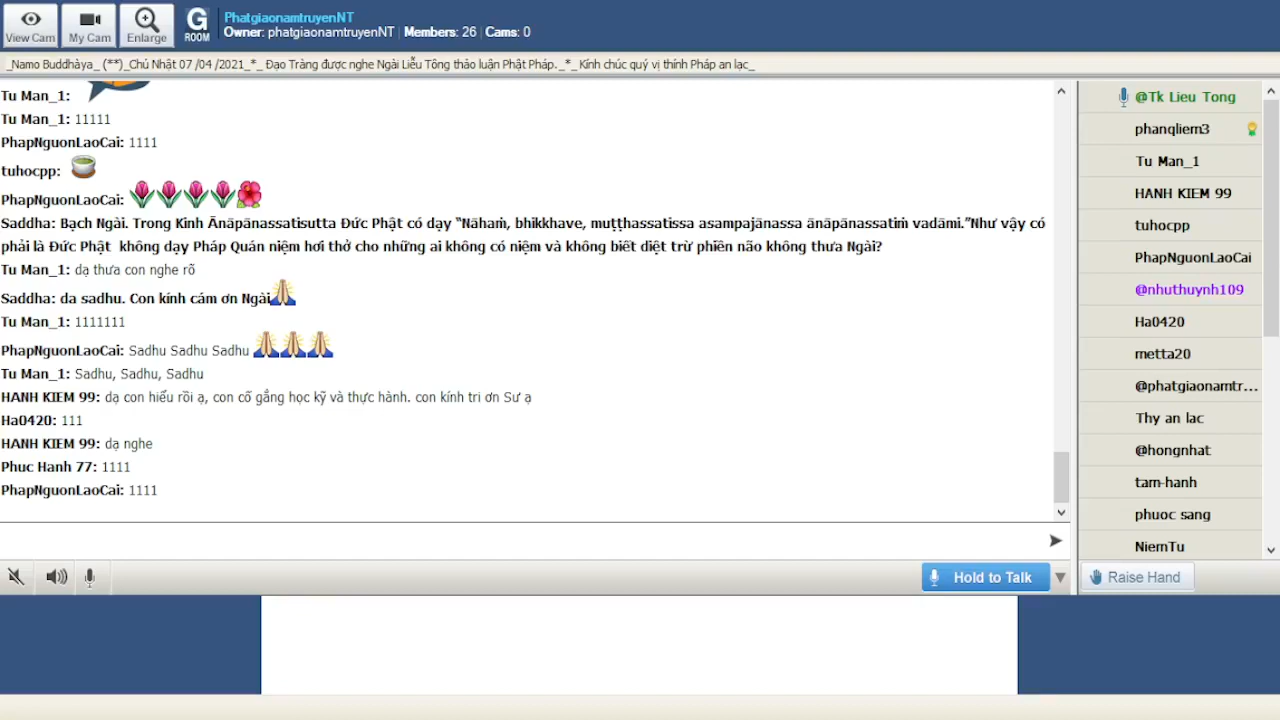 PhatgiaonamtruyenNT
Owner: phatgiaonamtruyenNT | Members: 26 | Cams: 0
View Cam
My Cam
Enlarge
G
ROOM
_Namo Buddhàya_ (**)_Chủ Nhật 07 /04 /2021_*_ Đạo Tràng được nghe Ngài Liễu Tông thảo luận Phật Pháp._*_Kính chúc quý vị thính Pháp an lạc_
Tu Man_1:
Tu Man_1: 11111
PhapNguonLaoCai: 1111
tuhocpp:
PhapNguonLaoCai:
Saddha: Bạch Ngài. Trong Kinh Ānāpānassatisutta Đức Phật có dạy “Nāhaṁ, bhikkhave, muṭṭhassatissa asampajānassa ānāpānassatiṁ vadāmi.”Như vậy có
phải là Đức Phật không dạy Pháp Quán niệm hơi thở cho những ai không có niệm và không biết diệt trừ phiền não không thưa Ngài?
Tu Man_1: dạ thưa con nghe rõ
Saddha: da sadhu. Con kính cám ơn Ngài
Tu Man_1: 1111111
PhapNguonLaoCai: Sadhu Sadhu Sadhu
Tu Man_1: Sadhu, Sadhu, Sadhu
HANH KIEM 99: dạ con hiểu rồi ạ, con cố gắng học kỹ và thực hành. con kính tri ơn Sư ạ
Ha0420: 111
HANH KIEM 99: dạ nghe
Phuc Hanh 77: 1111
PhapNguonLaoCai: 1111
@Tk Lieu Tong
phanqliem3
Tu Man_1
HANH KIEM 99
tuhocpp
PhapNguonLaoCai
@nhuthuynh109
Ha0420
metta20
@phatgiaonamtr...
Thy an lac
@hongnhat
tam-hanh
phuoc sang
NiemTu
Hold to Talk
Raise Hand